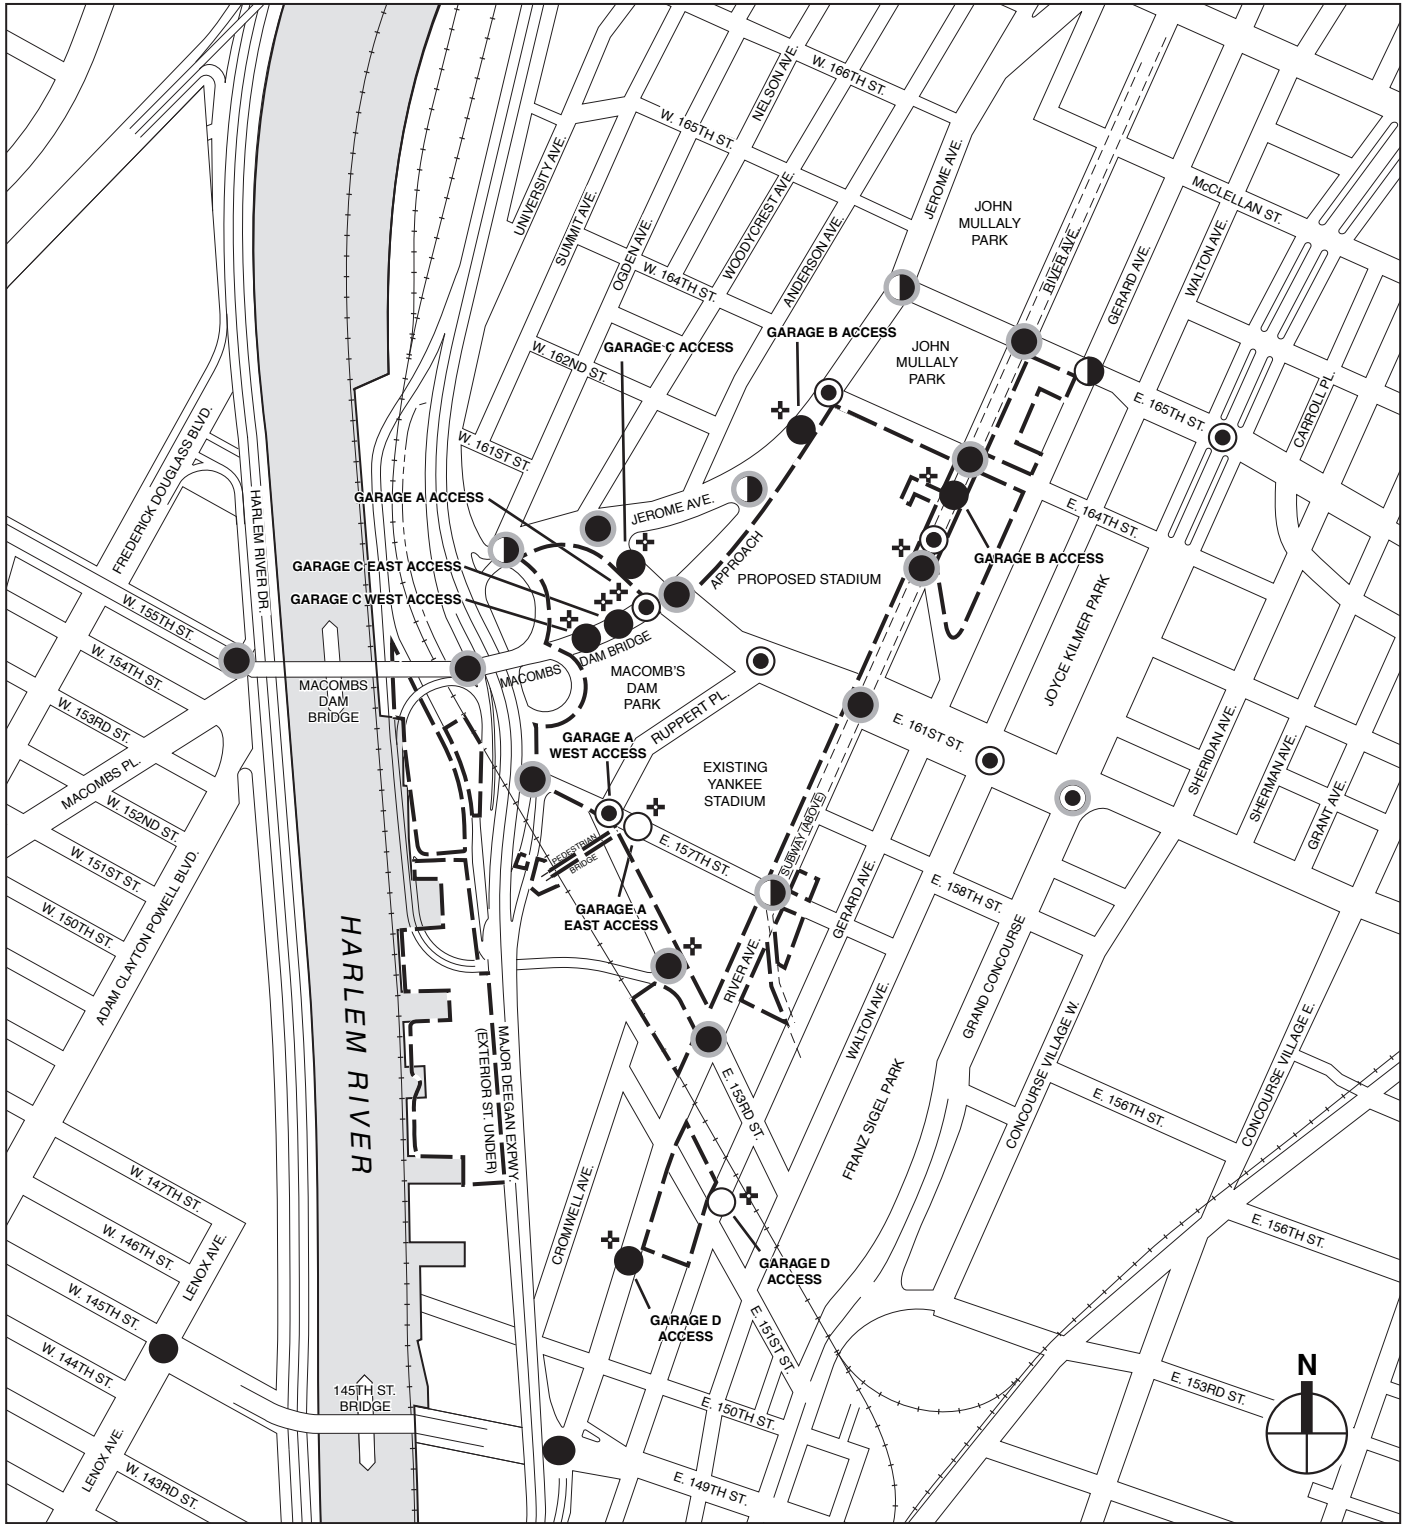 W. 166TH ST.
NELSON AVE.
W. 165TH ST.
UNIVERSITY AVE.
SUMMIT AVE.
OGDEN AVE.
WOODYCREST AVE.
ANDERSON AVE.
JEROME AVE.
JOHN
MULLALY
PARK
McCLELLAN ST.
RIVER AVE.
GERARD AVE.
WALTON AVE.
W. 164TH ST.
GARAGE B ACCESS
GARAGE C ACCESS
JOHN
MULLALY
PARK
W. 162ND ST.
E. 165TH ST.
CARROLL PL.
FREDERICK DOUGLASS BLVD.
W. 161ST ST.
HARLEM RIVER DR.
GARAGE A ACCESS
JEROME AVE.
E. 164TH ST.
APPROACH
GARAGE B ACCESS
GARAGE C EAST ACCESS
PROPOSED STADIUM
GARAGE C WEST ACCESS
W. 155TH ST.
JOYCE KILMER PARK
W. 154TH ST.
MACOMBS
DAM BRIDGE
MACOMBS
DAM
BRIDGE
MACOMB'S
DAM
PARK
W. 153RD ST.
RUPPERT PL.
E. 161ST ST.
SHERIDAN AVE.
SHERMAN AVE.
GRANT AVE.
GARAGE A
WEST ACCESS
MACOMBS PL.
EXISTING
YANKEE
STADIUM
W. 152ND ST.
SUBWAY (ABOVE)
W. 151ST ST.
PEDESTRIAN
BRIDGE
E. 157TH ST.
GERARD AVE.
E. 158TH ST.
W. 150TH ST.
ADAM CLAYTON POWELL BLVD.
GARAGE A
EAST ACCESS
HARLEM RIVER
RIVER AVE.
WALTON AVE.
GRAND CONCOURSE
CONCOURSE VILLAGE W.
CONCOURSE VILLAGE E.
MAJOR DEEGAN EXPWY.
(EXTERIOR ST. UNDER)
E. 153RD ST.
FRANZ SIGEL PARK
E. 156TH ST.
W. 147TH ST.
CROMWELL AVE.
W. 146TH ST.
LENOX AVE.
E. 156TH ST.
GARAGE D
ACCESS
W. 145TH ST.
GARAGE D
ACCESS
E. 151ST ST.
W. 144TH ST.
N
145TH ST.
BRIDGE
E. 153RD ST.
E. 150TH ST.
LENOX AVE.
W. 143RD ST.
E. 149TH ST.